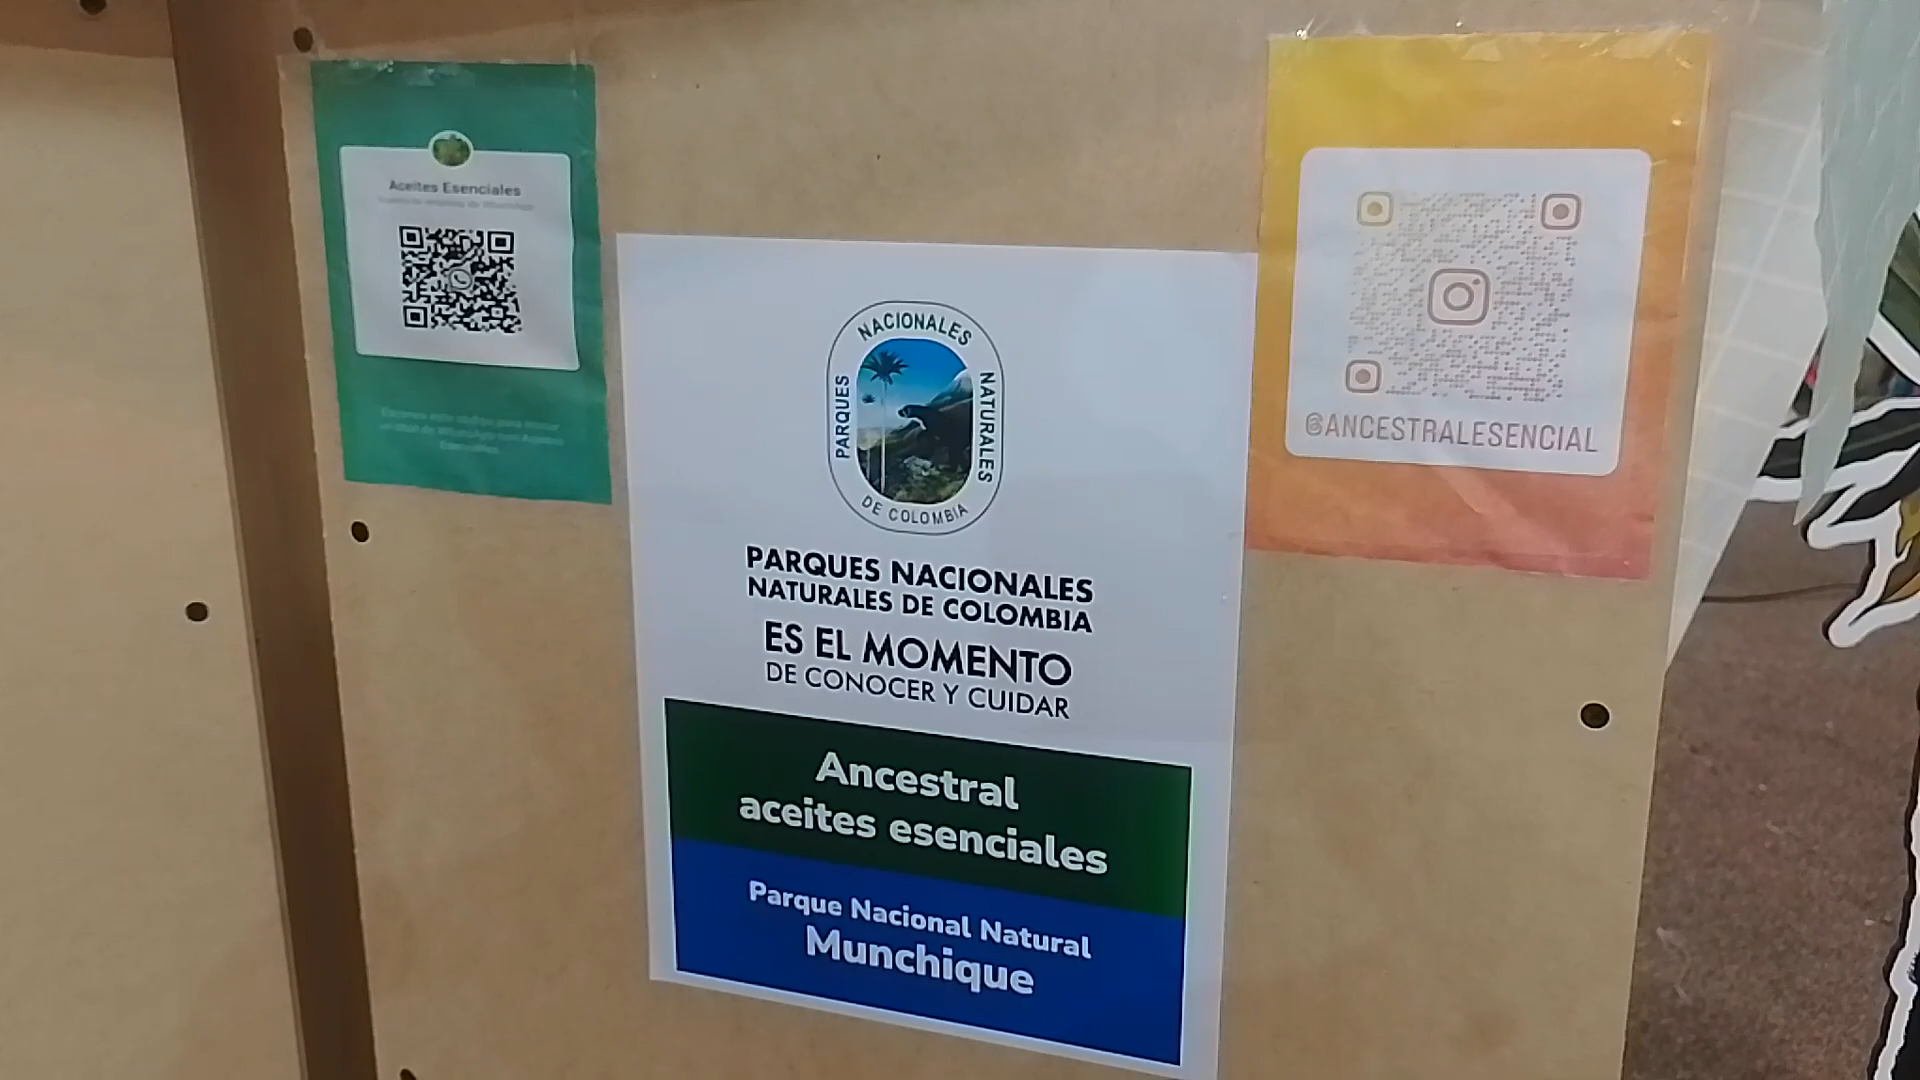 Aceites Esenciales
NACIONALES
PARQUES
NATURALES
DE COLOMBIA
PARQUES NACIONALES
NATURALES DE COLOMBIA
ES EL MOMENTO
DE CONOCER Y CUIDAR
Ancestral
aceites esenciales
Parque Nacional Natural
Munchique
@ANCESTRALESENCIAL